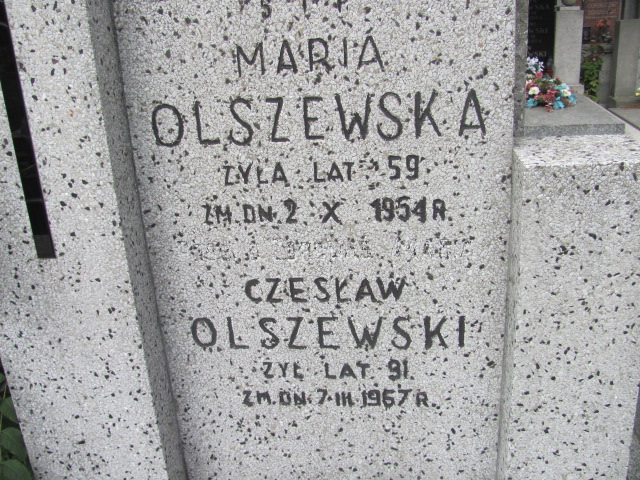 Ś.†P.
MARIA
OLSZEWSKA
ŻYŁA LAT 59
ZM. DN. 2 X 1954 R.
CZESŁAW
OLSZEWSKI
ŻYŁ LAT 91
ZM. DN. 7·III.1967 R.